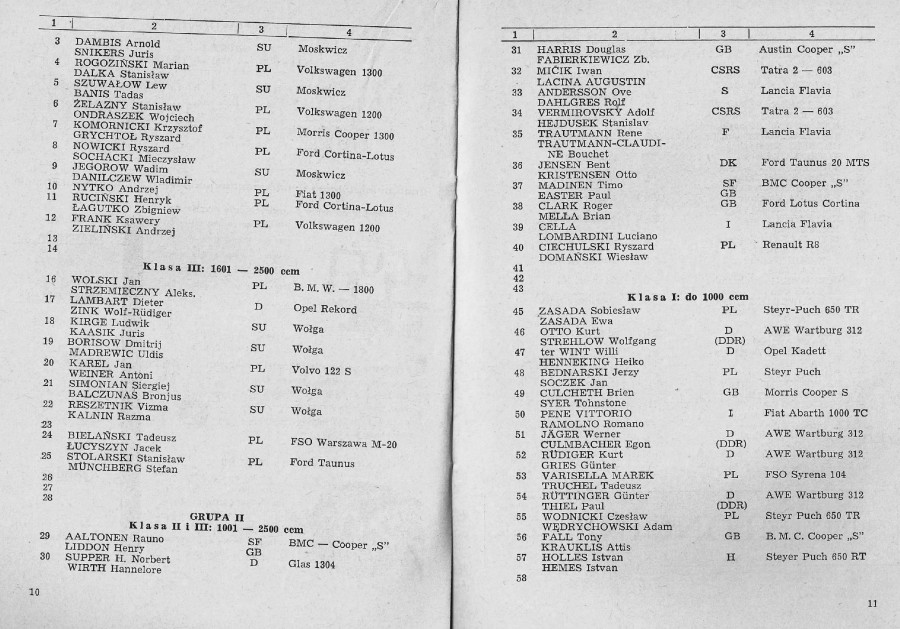 1 2 3 4
3 DAMBIS Arnold SU Moskwicz
SNIKERS Juris
4 ROGOZIŃSKI Marian PL Volkswagen 1300
DALKA Stanisław
5 SZUWAŁOW Lew SU Moskwicz
BANIS Tadas
6 ŻELAZNY Stanisław PL Volkswagen 1200
ONDRASZEK Wojciech
7 KOMORNICKI Krzysztof PL Morris Cooper 1300
GRYCHTOŁ Ryszard
8 NOWICKI Ryszard PL Ford Cortina-Lotus
SOCHACKI Mieczysław
9 JEGOROW Wadim SU Moskwicz
DANILCZEW Wladimir
10 NYTKO Andrzej PL Fiat 1300
11 RUCIŃSKI Henryk PL Ford Cortina-Lotus
ŁAGUTKO Zbigniew
12 FRANK Ksawery PL Volkswagen 1200
ZIELIŃSKI Andrzej
13
14
Klasa III: 1601 — 2500 ccm
16 WOLSKI Jan PL B. M. W. — 1800
STRZEMIECZNY Aleks.
17 LAMBART Dieter D Opel Rekord
ZINK Wolf-Rüdiger
18 KIRGE Ludwik SU Wołga
KAASIK Juris
19 BORISOW Dmitrij SU Wołga
MADREWIC Uldis
20 KAREL Jan PL Volvo 122 S
WEINER Antoni
21 SIMONIAN Siergiej SU Wołga
BALCZUNAS Bronjus
22 RESZETNIK Vizma SU Wołga
KALNIN Razma
23
24 BIELAŃSKI Tadeusz PL FSO Warszawa M-20
ŁUCYSZYN Jacek
25 STOLARSKI Stanisław PL Ford Taunus
MÜNCHBERG Stefan
26
27
28
GRUPA II
Klasa II i III: 1001 — 2500 ccm
29 AALTONEN Rauno SF BMC — Cooper „S"
LIDDON Henry GB
30 SUPPER H. Norbert D Glas 1304
WIRTH Hannelore
10
1 2 3 4
31 HARRIS Douglas GB Austin Cooper „S"
FABIERKIEWICZ Zb.
32 MIČIK Iwan CSRS Tatra 2 — 603
LACINA AUGUSTIN
33 ANDERSSON Ove S Lancia Flavia
DAHLGRES Rolf
34 VERMIROVSKÝ Adolf CSRS Tatra 2 — 603
HEJDUSEK Stanislav
35 TRAUTMANN Rene F Lancia Flavia
TRAUTMANN-CLAUDI-
NE Bouchet
36 JENSEN Bent DK Ford Taunus 20 MTS
KRISTENSEN Otto
37 MADINEN Timo SF BMC Cooper „S"
EASTER Paul GB
38 CLARK Roger GB Ford Lotus Cortina
MELLA Brian
39 CELLA I Lancia Flavia
LOMBARDINI Luciano
40 CIECHULSKI Ryszard PL Renault R8
DOMAŃSKI Wiesław
41
42
43
Klasa I: do 1000 ccm
45 ZASADA Sobiesław PL Steyr-Puch 650 TR
ZASADA Ewa
46 OTTO Kurt D AWE Wartburg 312
STREHLOW Wolfgang (DDR)
47 ter WINT Willi D Opel Kadett
HENNEKING Heiko
48 BEDNARSKI Jerzy PL Steyr Puch
SOCZEK Jan
49 CULCHETH Brien GB Morris Cooper S
SYER Tohnstone
50 PENE VITTORIO I Fiat Abarth 1000 TC
RAMOLNO Romano
51 JÄGER Werner D AWE Wartburg 312
CULMBACHER Egon (DDR)
52 RÜDIGER Kurt D AWE Wartburg 312
GRIES Günter
53 VARISELLA MAREK PL FSO Syrena 104
TRUCHEL Tadeusz
54 RÜTTINGER Günter D AWE Wartburg 312
THIEL Paul (DDR)
55 WODNICKI Czesław PL Steyr Puch 650 TR
WĘDRYCHOWSKI Adam
56 FALL Tony GB B. M. C. Cooper „S"
KRAUKLIS Attis
57 HOLLES Istvan H Steyer Puch 650 RT
HEMES Istvan
58
11